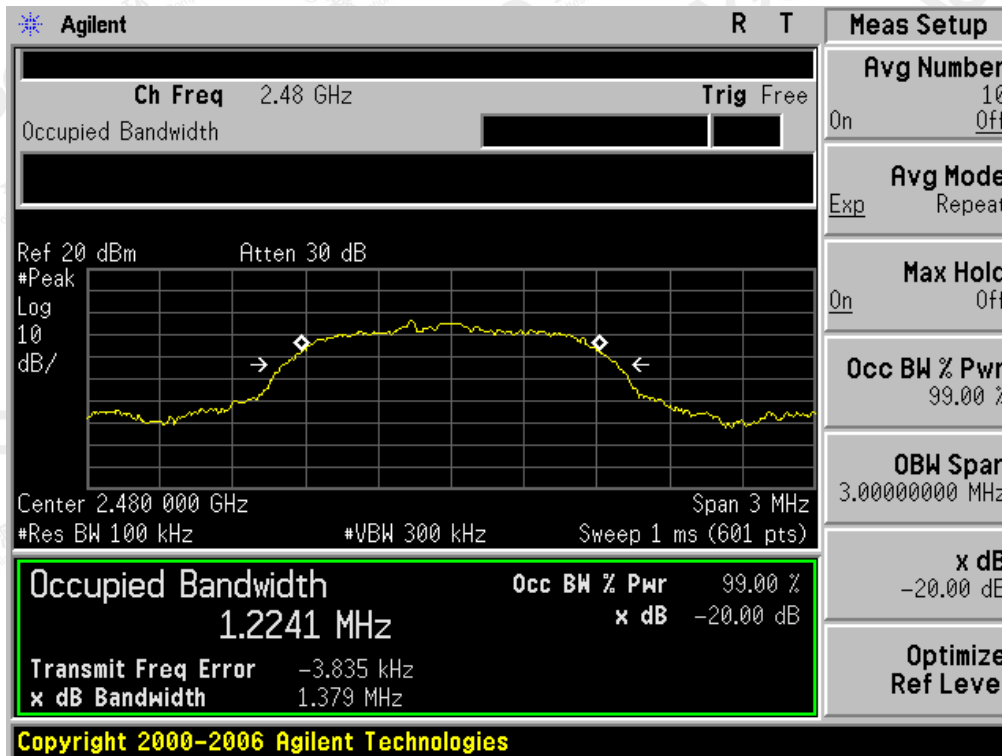 Agilent R T
Ch Freq 2.48 GHz Trig Free
Occupied Bandwidth
Ref 20 dBm Atten 30 dB
#Peak
Log
10
dB/
Center 2.480 000 GHz Span 3 MHz
#Res BW 100 kHz #VBW 300 kHz Sweep 1 ms (601 pts)
Occupied Bandwidth
1.2241 MHz
Occ BW % Pwr 99.00 %
x dB -20.00 dB
Transmit Freq Error -3.835 kHz
x dB Bandwidth 1.379 MHz
Copyright 2000-2006 Agilent Technologies
Meas Setup
Avg Number
10
On Off
Avg Mode
Exp Repeat
Max Hold
On Off
Occ BW % Pwr
99.00 %
OBW Span
3.00000000 MHz
x dB
-20.00 dB
Optimize
Ref Level